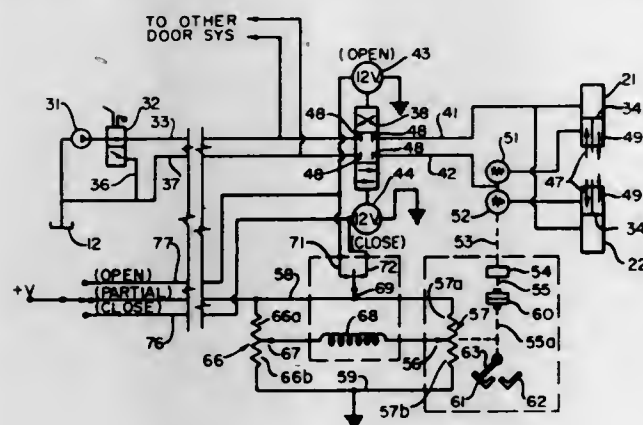 TO OTHER
DOOR SYS
(OPEN)
43
12V
31
32
33
38
41
21
34
48
48
51
49
48
48
47
36
37
42
44
52
49
34
12
12V
(CLOSE)
53
22
77
71
72
54
(OPEN)
58
57a
55
+V
(PARTIAL)
69
57
60
(CLOSE)
66a
68
55a
76
66
67
56
63
66b
59
61
62
57b